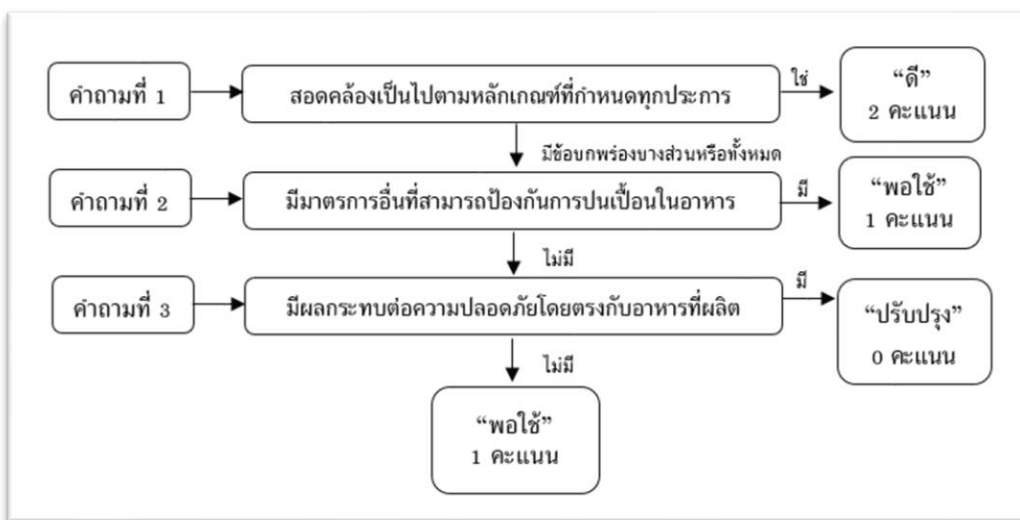 คำถามที่ 1
สอดคล้องเป็นไปตามหลักเกณฑ์ที่กำหนดทุกประการ
ใช่
“ดี”
2 คะแนน
มีข้อบกพร่องบางส่วนหรือทั้งหมด
คำถามที่ 2
มีมาตรการอื่นที่สามารถป้องกันการปนเปื้อนในอาหาร
มี
“พอใช้”
1 คะแนน
ไม่มี
คำถามที่ 3
มีผลกระทบต่อความปลอดภัยโดยตรงกับอาหารที่ผลิต
มี
“ปรับปรุง”
0 คะแนน
ไม่มี
“พอใช้”
1 คะแนน